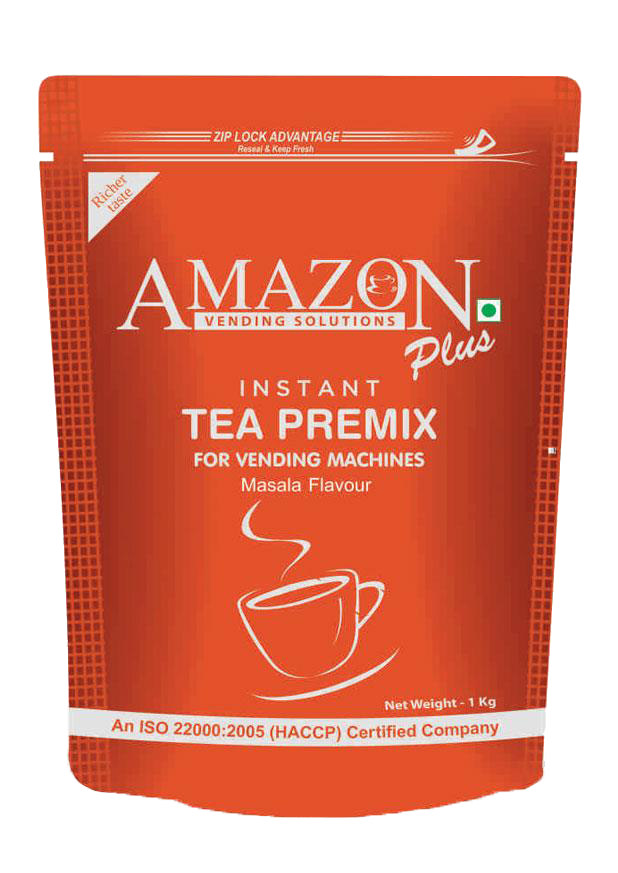 ZIP LOCK ADVANTAGE
Reseal & Keep Fresh
Richer
taste
AMAZON
VENDING SOLUTIONS
Plus
INSTANT
TEA PREMIX
FOR VENDING MACHINES
Masala Flavour
Net Weight - 1 Kg
An ISO 22000:2005 (HACCP) Certified Company